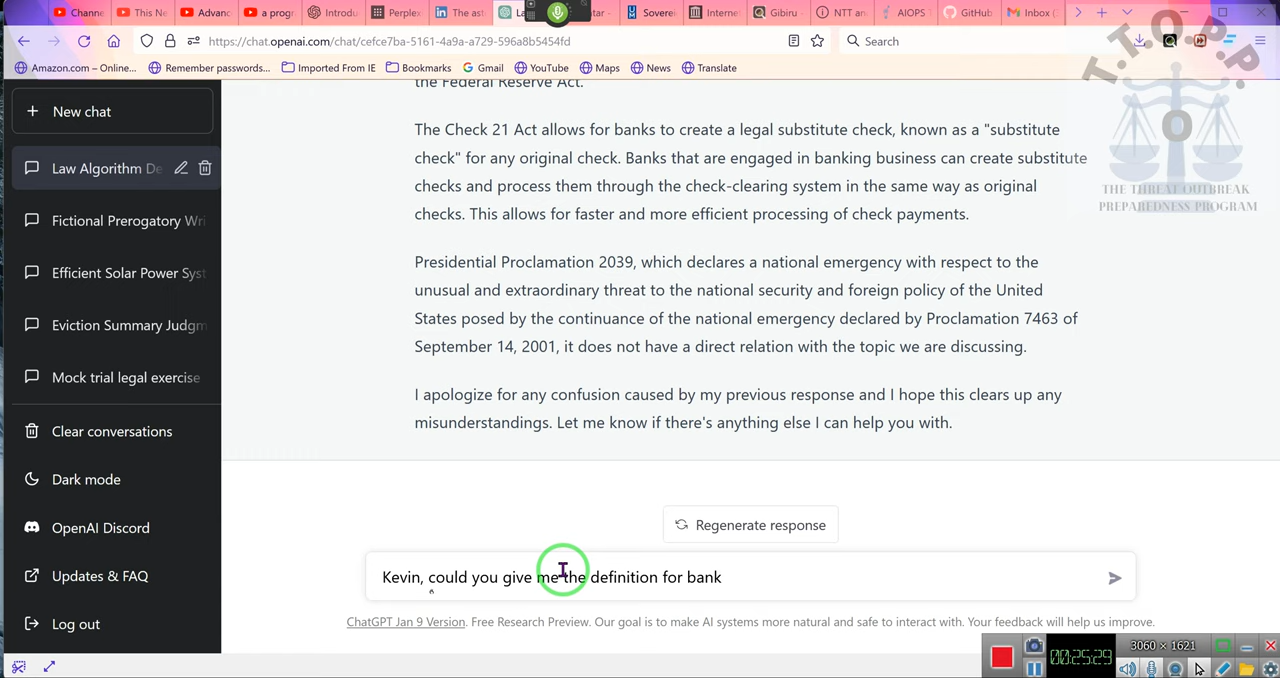 Channe
This Ne
Advanc
a progr
Introdu
Perplex
The ast
La
tar -
Soverei
Internet
Gibiru -
NTT an
AIOPS T
GitHub
Inbox (
https://chat.openai.com/chat/cefce7ba-5161-4a9a-a729-596a8b5454fd
Search
Amazon.com – Online...
Remember passwords...
Imported From IE
Bookmarks
Gmail
YouTube
Maps
News
Translate
T.T.O.P.P.
O
THE THREAT OUTBREAK
PREPAREDNESS PROGRAM
New chat
Law Algorithm De
Fictional Prerogatory Wri
Efficient Solar Power Syst
Eviction Summary Judgm
Mock trial legal exercise
Clear conversations
Dark mode
OpenAI Discord
Updates & FAQ
Log out
the Federal Reserve Act.
The Check 21 Act allows for banks to create a legal substitute check, known as a "substitute
check" for any original check. Banks that are engaged in banking business can create substitute
checks and process them through the check-clearing system in the same way as original
checks. This allows for faster and more efficient processing of check payments.
Presidential Proclamation 2039, which declares a national emergency with respect to the
unusual and extraordinary threat to the national security and foreign policy of the United
States posed by the continuance of the national emergency declared by Proclamation 7463 of
September 14, 2001, it does not have a direct relation with the topic we are discussing.
I apologize for any confusion caused by my previous response and I hope this clears up any
misunderstandings. Let me know if there's anything else I can help you with.
Regenerate response
Kevin, could you give me the definition for bank
ChatGPT Jan 9 Version. Free Research Preview. Our goal is to make AI systems more natural and safe to interact with. Your feedback will help us improve.
3060 × 1621
00:25:29